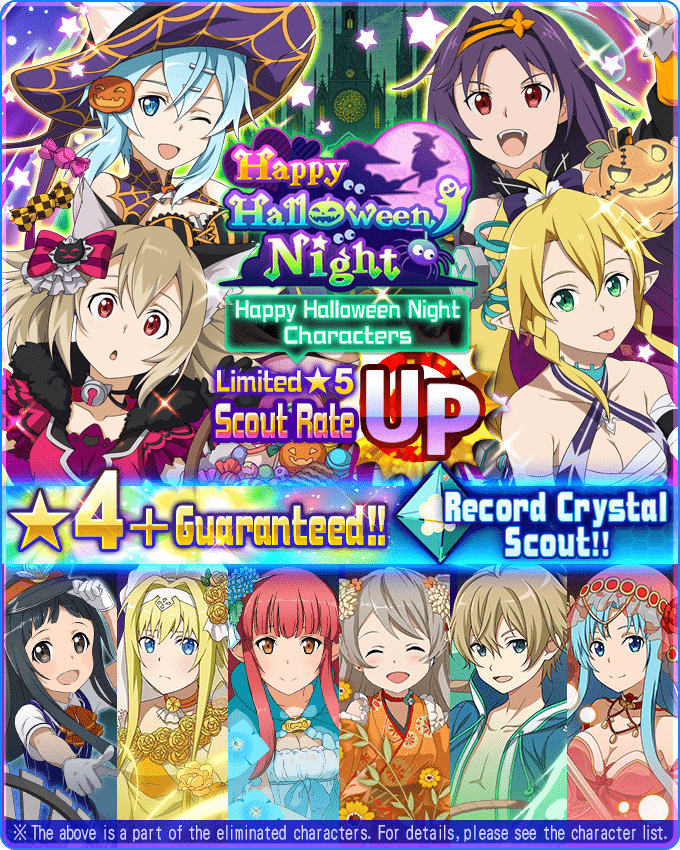 Happy
Halloween
Night
Happy Halloween Night
Characters
Limited★5
Scout Rate
Up
★4+Guaranteed!!
Record Crystal
Scout!!
※ The above is a part of the eliminated characters. For details, please see the character list.